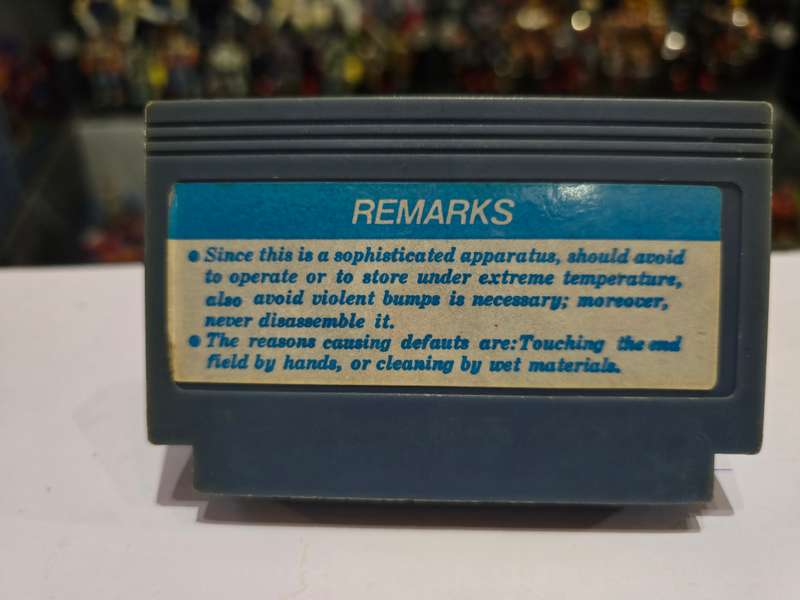 REMARKS
● Since this is a sophisticated apparatus, should avoid
to operate or to store under extreme temperature,
also avoid violent bumps is necessary; moreover,
never disassemble it.
● The reasons causing defauts are:Touching the end
field by hands, or cleaning by wet materials.